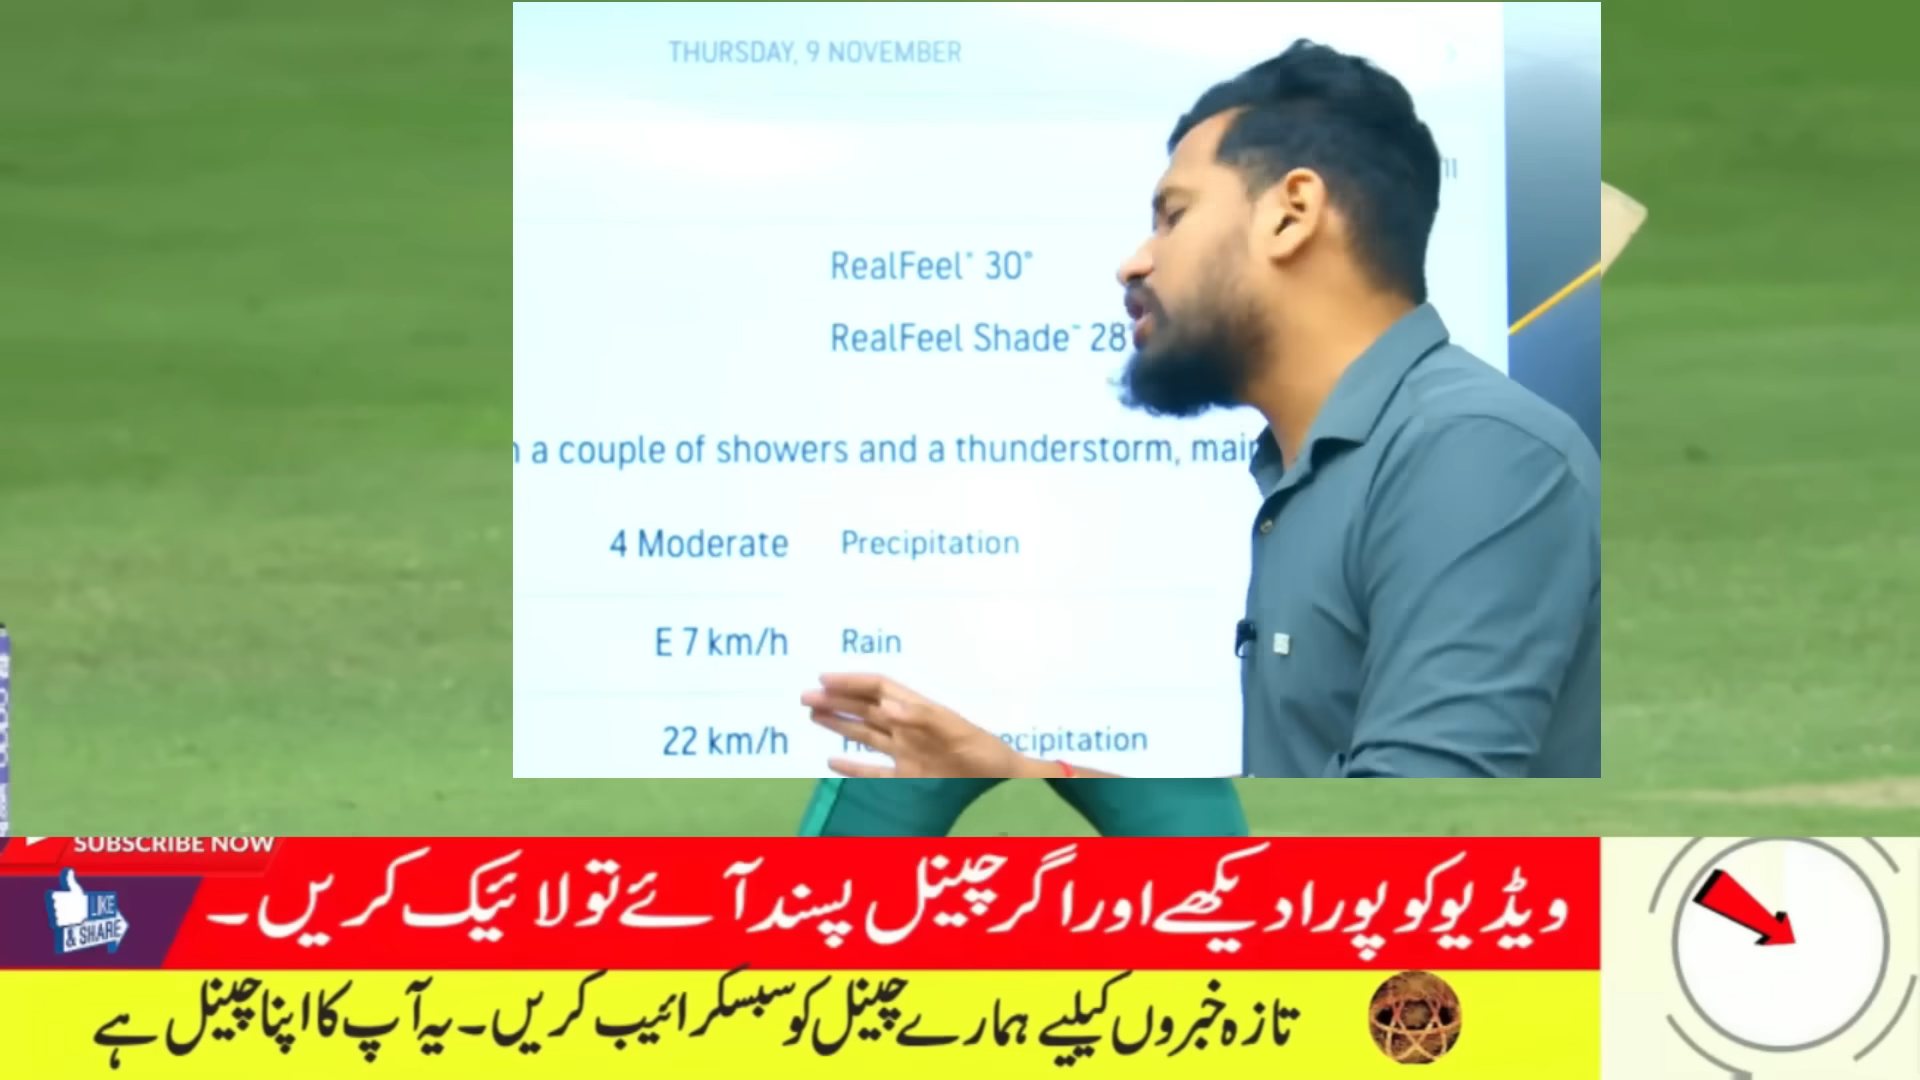 THURSDAY, 9 NOVEMBER
RealFeel® 30°
RealFeel Shade™ 28°
a couple of showers and a thunderstorm,
4 Moderate Precipitation
E 7 km/h Rain
22 km/h
SUBSCRIBE NOW
LIKE
& SHARE
ویڈیو کو پورا دیکھے اور اگر چینل پسند آئے تو لائیک کریں۔
تازہ خبروں کیلیے ہمارے چینل کو سبسکرائیب کریں۔ یہ آپ کا اپنا چینل ہے